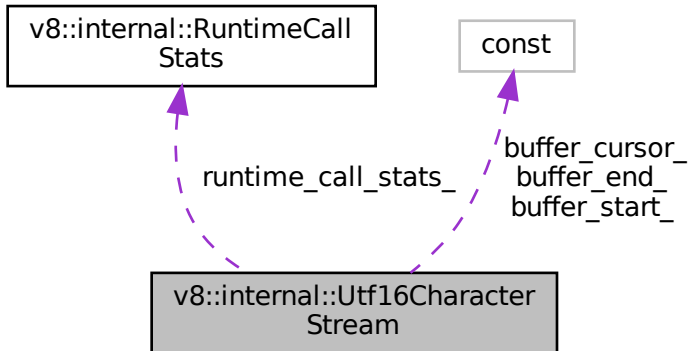 v8::internal::RuntimeCall
Stats
const
runtime_call_stats_
buffer_cursor_
buffer_end_
buffer_start_
v8::internal::Utf16Character
Stream